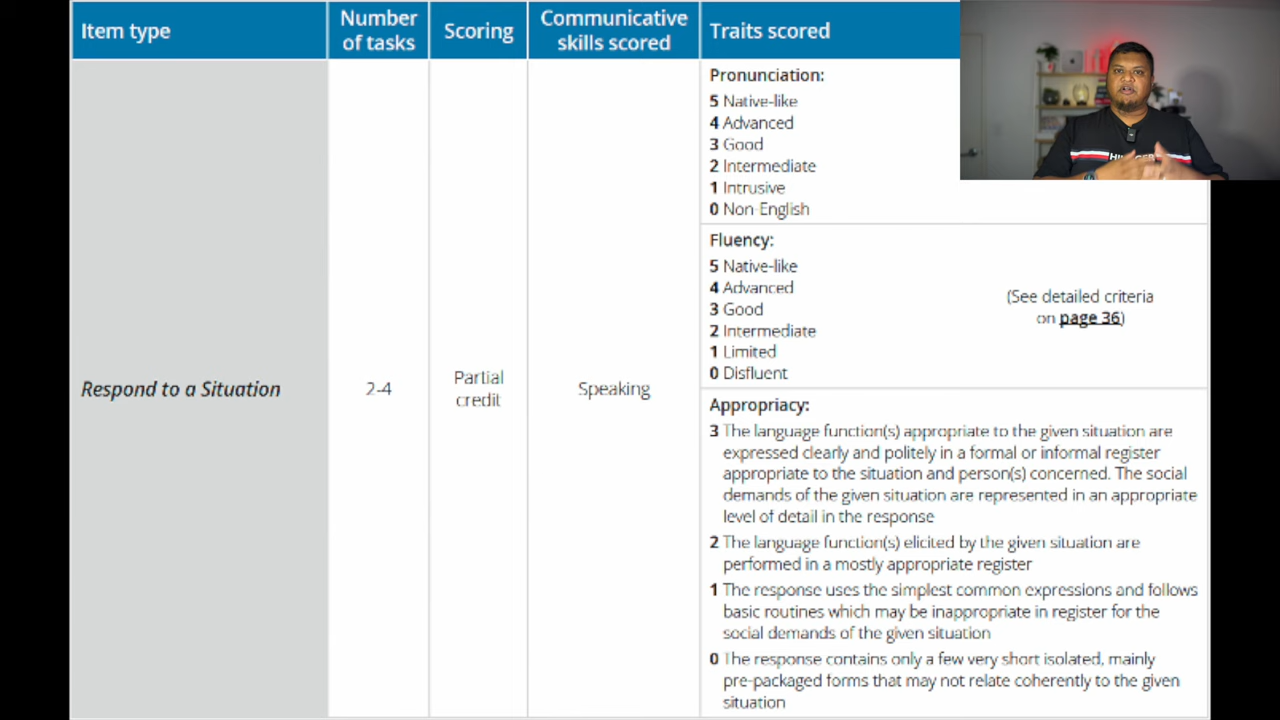 Item type
Number
of tasks
Scoring
Communicative
skills scored
Traits scored
Respond to a Situation
2-4
Partial
credit
Speaking
Pronunciation:
5 Native-like
4 Advanced
3 Good
2 Intermediate
1 Intrusive
0 Non-English
Fluency:
5 Native-like
4 Advanced
3 Good
2 Intermediate
1 Limited
0 Disfluent
(See detailed criteria
on page 36)
Appropriacy:
3 The language function(s) appropriate to the given situation are
expressed clearly and politely in a formal or informal register
appropriate to the situation and person(s) concerned. The social
demands of the given situation are represented in an appropriate
level of detail in the response
2 The language function(s) elicited by the given situation are
performed in a mostly appropriate register
1 The response uses the simplest common expressions and follows
basic routines which may be inappropriate in register for the
social demands of the given situation
0 The response contains only a few very short isolated, mainly
pre-packaged forms that may not relate coherently to the given
situation